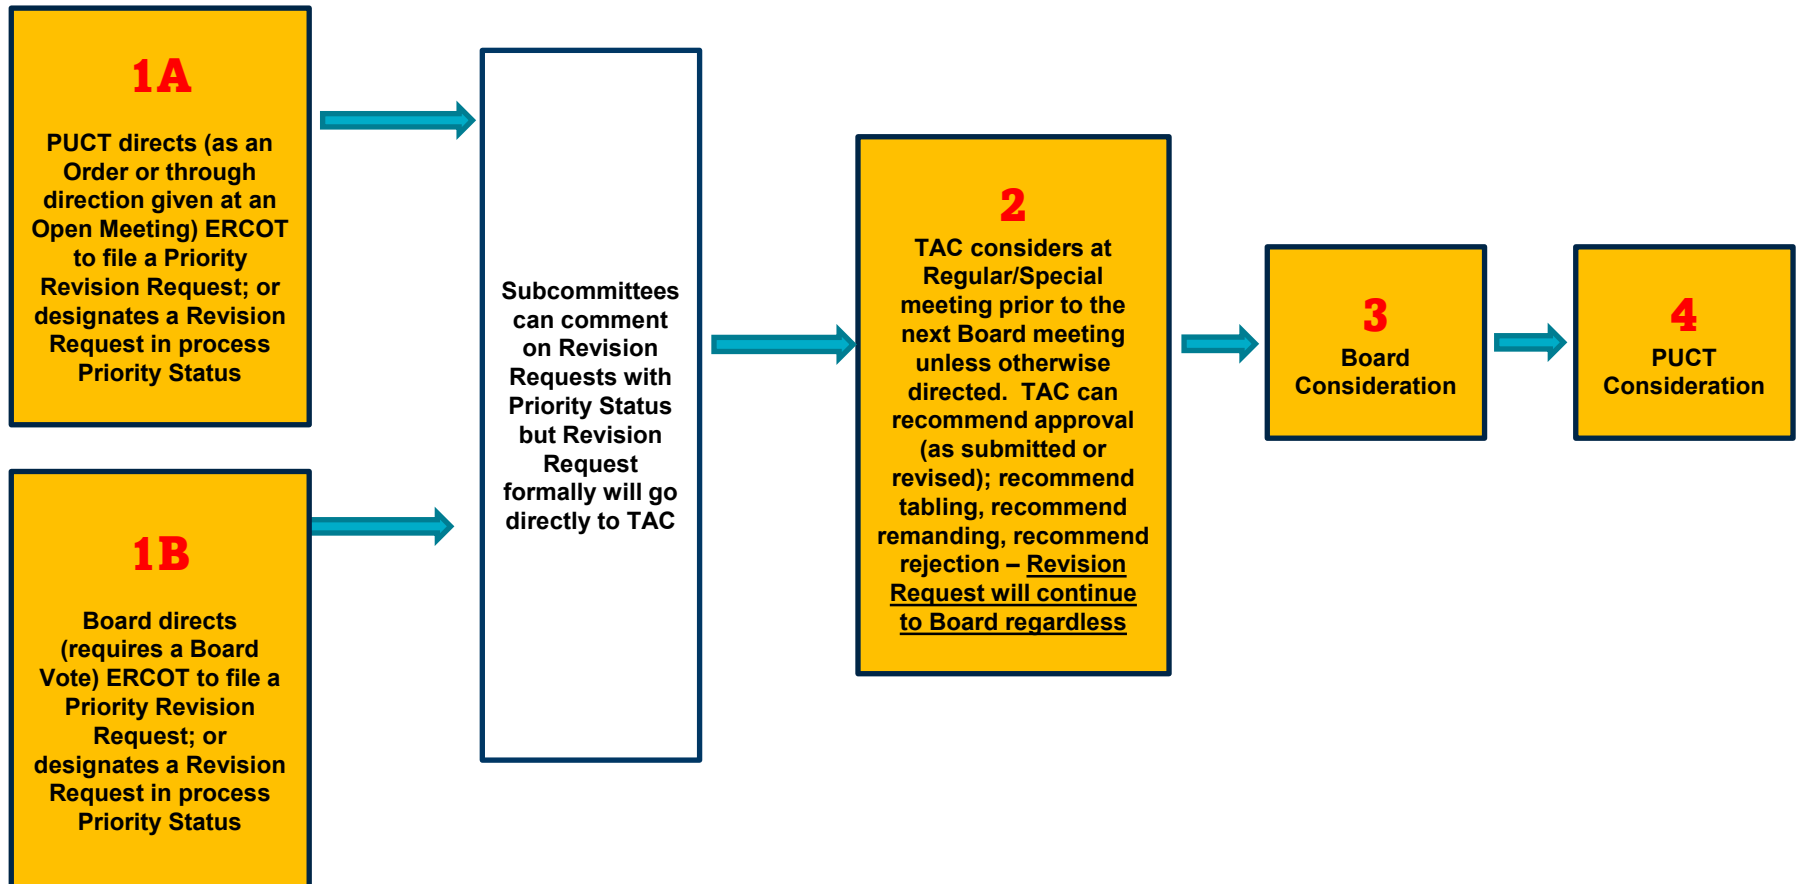 1A
PUCT directs (as an
Order or through
direction given at an
Open Meeting) ERCOT
to file a Priority
Revision Request; or
designates a Revision
Request in process
Priority Status
1B
Board directs
(requires a Board
Vote) ERCOT to file a
Priority Revision
Request; or
designates a Revision
Request in process
Priority Status
Subcommittees
can comment
on Revision
Requests with
Priority Status
but Revision
Request
formally will go
directly to TAC
2
TAC considers at
Regular/Special
meeting prior to the
next Board meeting
unless otherwise
directed.  TAC can
recommend approval
(as submitted or
revised); recommend
tabling, recommend
remanding, recommend
rejection – Revision
Request will continue
to Board regardless
3
Board
Consideration
4
PUCT
Consideration